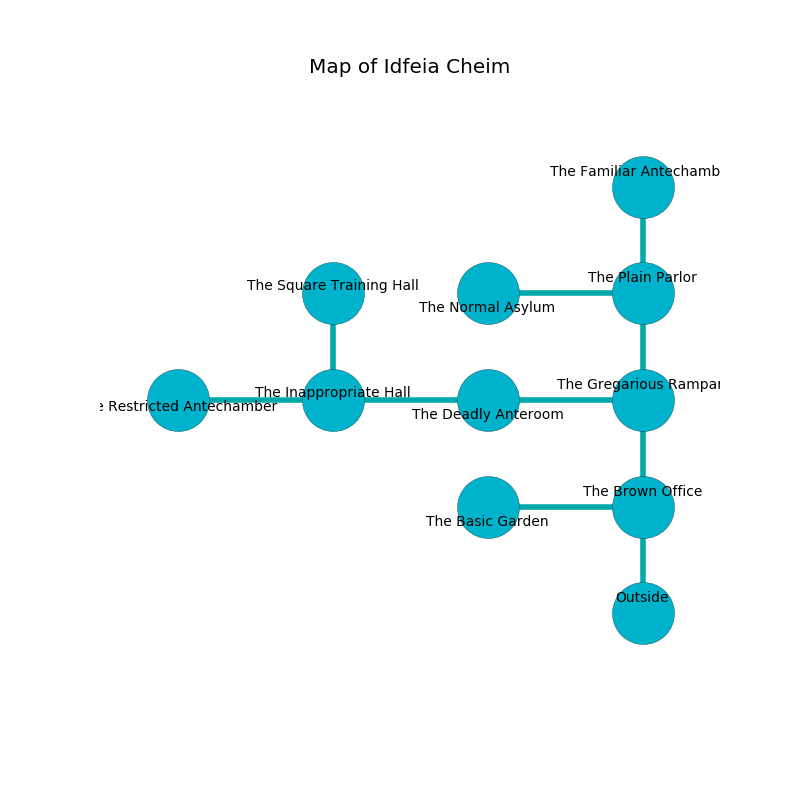 Map of Idfeia Cheim
The Familiar Antechamb
The Plain Parlor
The Square Training Hall
The Normal Asylum
The Gregarious Rampar
The Inappropriate Hall
Restricted Antechamber
The Deadly Anteroom
The Brown Office
The Basic Garden
Outside